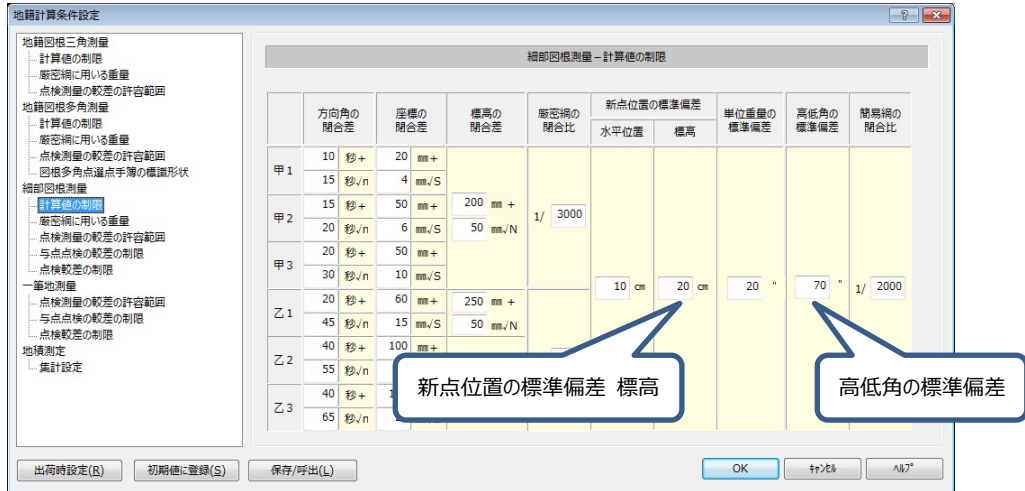 地籍計算条件設定
地籍図根三角測量
計算値の制限
厳密網に用いる重量
点検測量の較差の許容範囲
地籍図根多角測量
計算値の制限
厳密網に用いる重量
点検測量の較差の許容範囲
図根多角点選点手簿の標識形状
細部図根測量
計算値の制限
厳密網に用いる重量
点検測量の較差の許容範囲
与点点検の較差の制限
点検較差の制限
一筆地測量
点検測量の較差の許容範囲
与点点検の較差の制限
点検較差の制限
地積測定
集計設定
細部図根測量－計算値の制限
方向角の閉合差 座標の閉合差 標高の閉合差 厳密網の閉合比 新点位置の標準偏差 水平位置 標高 単位重量の標準偏差 高低角の標準偏差 簡易網の閉合比
甲1 10 秒+ 20 mm+
15 秒√n 4 mm√S
甲2 15 秒+ 50 mm+ 200 mm + 1/ 3000
20 秒√n 6 mm√S 50 mm√N
甲3 20 秒+ 50 mm+
30 秒√n 10 mm√S
10 cm 20 cm 20 " 70 " 1/ 2000
乙1 20 秒+ 60 mm+ 250 mm +
45 秒√n 15 mm√S 50 mm√N
乙2 40 秒+ 100 mm+
55 秒√n
乙3 40 秒+
65 秒√n
新点位置の標準偏差 標高
高低角の標準偏差
出荷時設定(R) 初期値に登録(S) 保存/呼出(L) OK ｷｬﾝｾﾙ ﾍﾙﾌﾟ